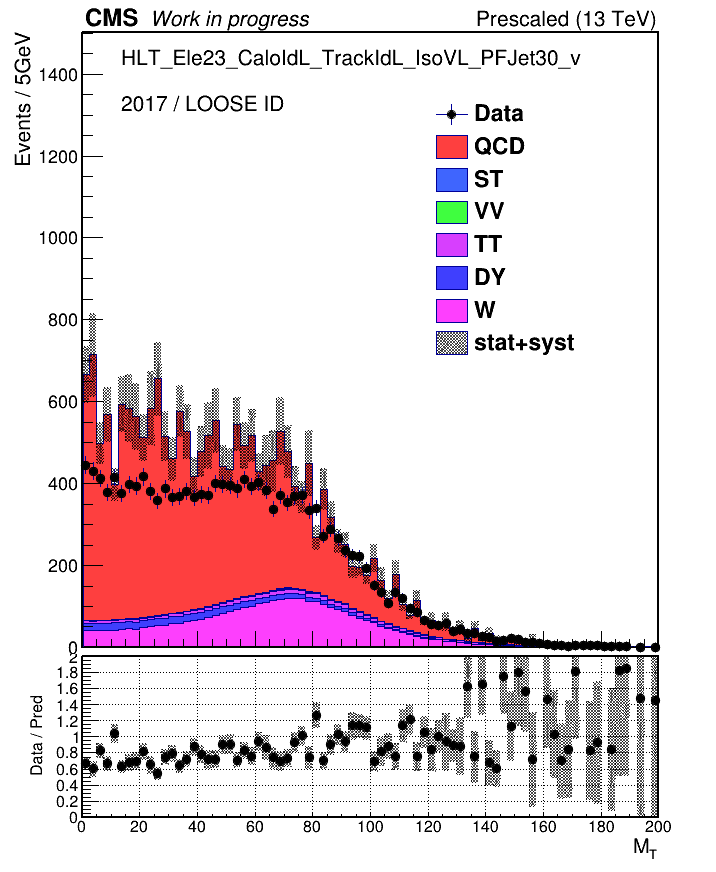 CMS Work in progress Prescaled (13 TeV)
Events / 5GeV
HLT_Ele23_CaloIdL_TrackIdL_IsoVL_PFJet30_v
2017 / LOOSE ID
Data
QCD
ST
VV
TT
DY
W
stat+syst
1400
1200
1000
800
600
400
200
0
Data / Pred
2
1.8
1.6
1.4
1.2
1
0.8
0.6
0.4
0.2
0
0 20 40 60 80 100 120 140 160 180 200
M_T